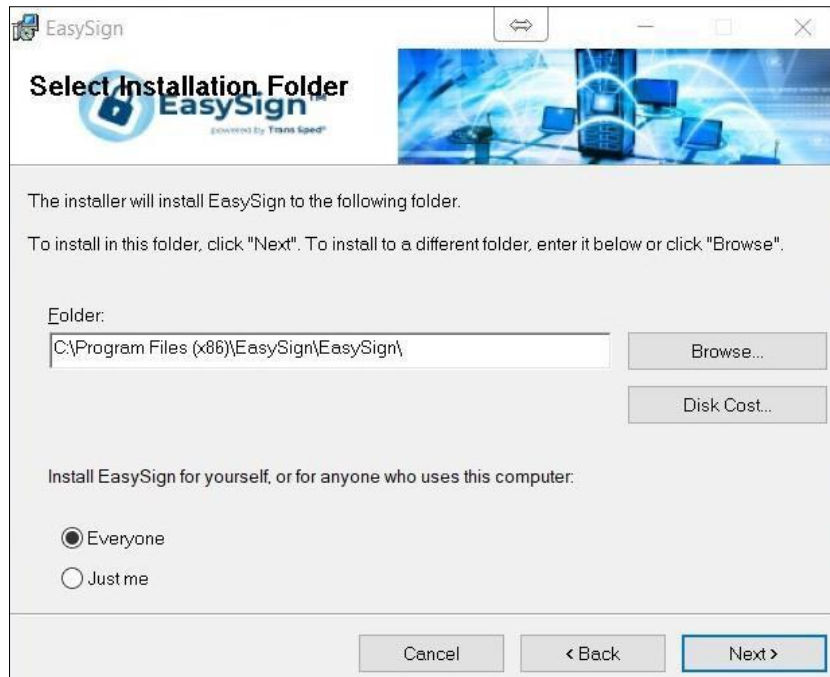 EasySign
Select Installation Folder
EasySign™
powered by Trans Sped®
The installer will install EasySign to the following folder.
To install in this folder, click "Next". To install to a different folder, enter it below or click "Browse".
Folder:
C:\Program Files (x86)\EasySign\EasySign\
Browse...
Disk Cost...
Install EasySign for yourself, or for anyone who uses this computer:
Everyone
Just me
Cancel
< Back
Next >